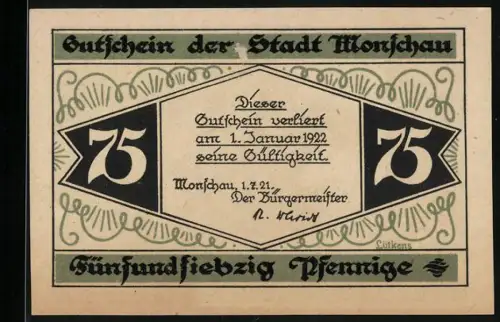 Gutschein der Stadt Monschau
Dieser
Gutschein verliert
am 1. Januar 1922
seine Gültigkeit.
75
75
Monschau, 1.7.21.
Der Bürgermeister
Fünfundsiebzig Pfennige